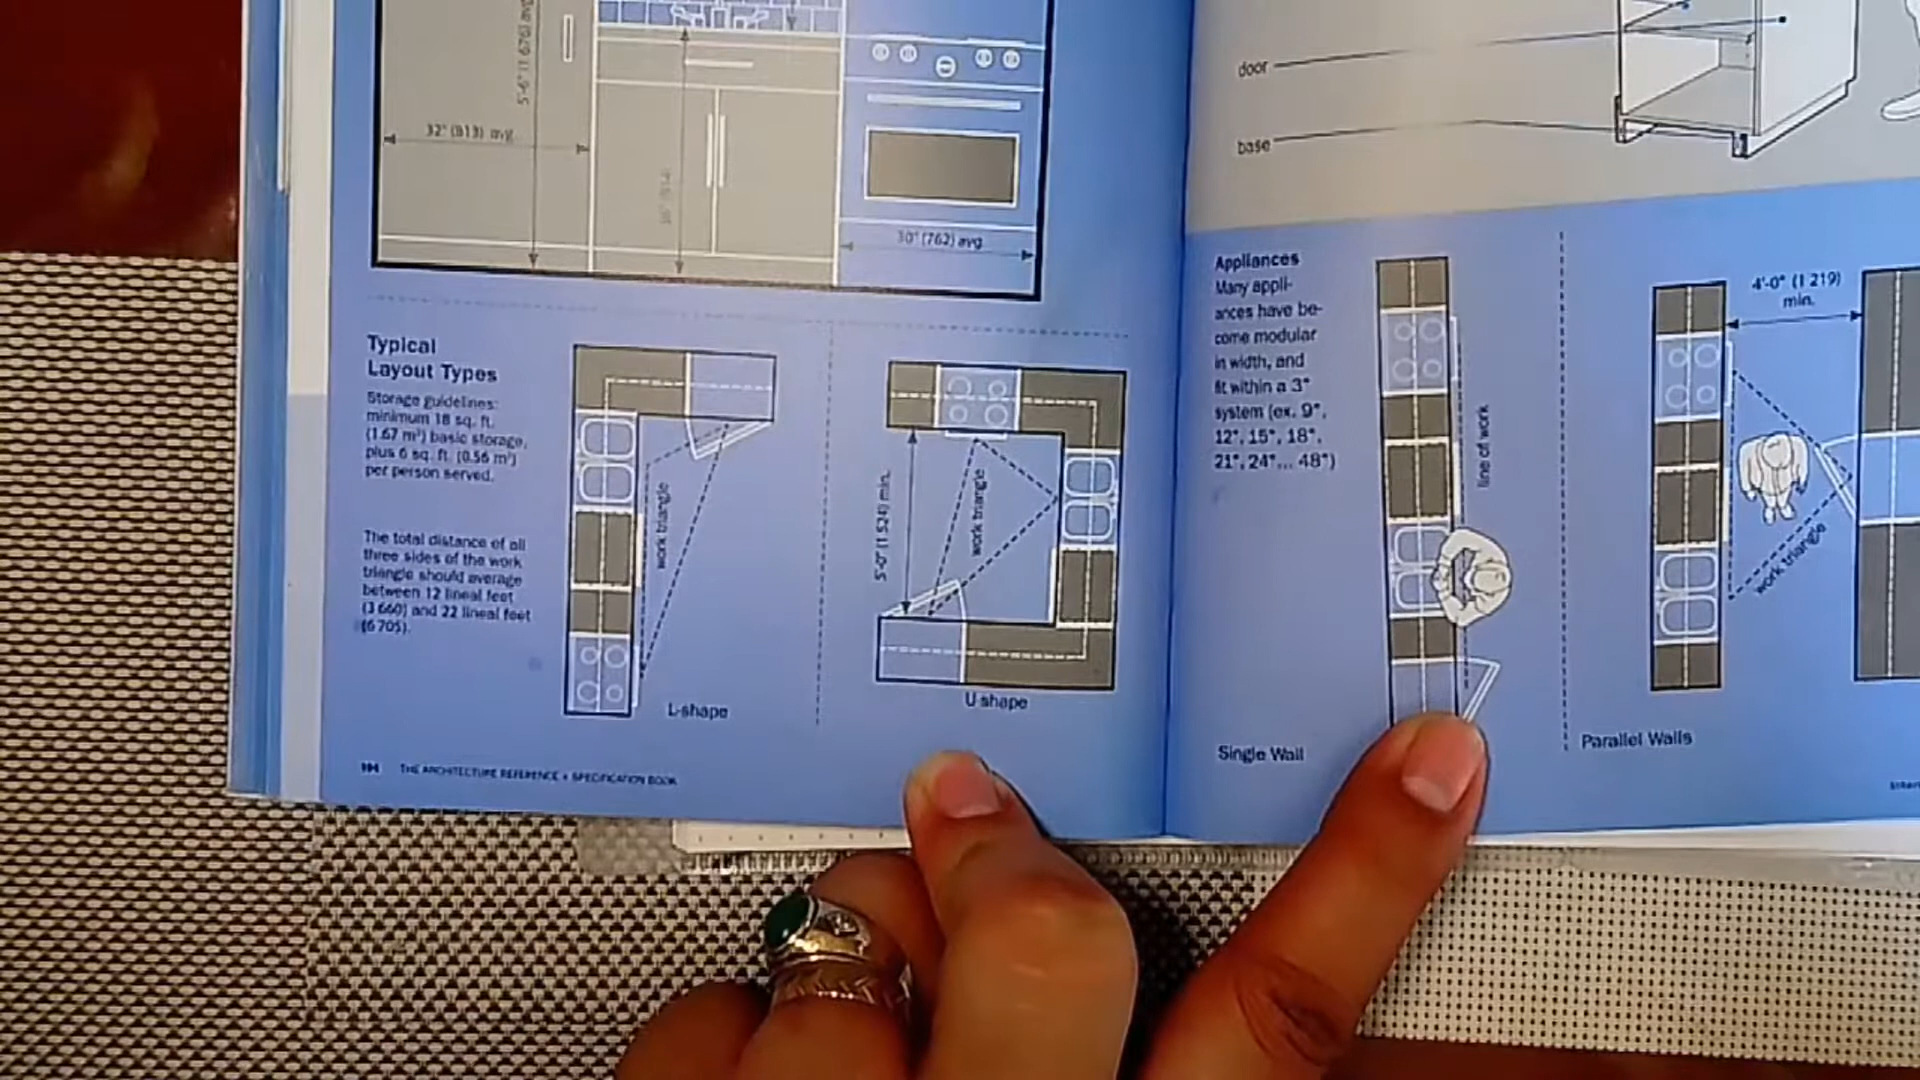 5'-6" (1 676) avg
32" (813) avg.
30" (762) avg
Typical
Layout Types
Storage guidelines:
minimum 18 sq. ft.
(1.67 m²) basic storage,
plus 6 sq. ft. (0.56 m²)
per person served.
The total distance of all
three sides of the work
triangle should average
between 12 lineal feet
(3 660) and 22 lineal feet
(6 705).
work triangle
L-shape
5'-0" (1 524) min.
work triangle
U-shape
THE ARCHITECTURE REFERENCE + SPECIFICATION BOOK
door
base
Appliances
Many appli-
ances have be-
come modular
in width, and
fit within a 3"
system (ex. 9",
12", 15", 18",
21", 24"... 48")
line of work
Single Wall
4'-0" (1 219)
min.
work triangle
Parallel Walls